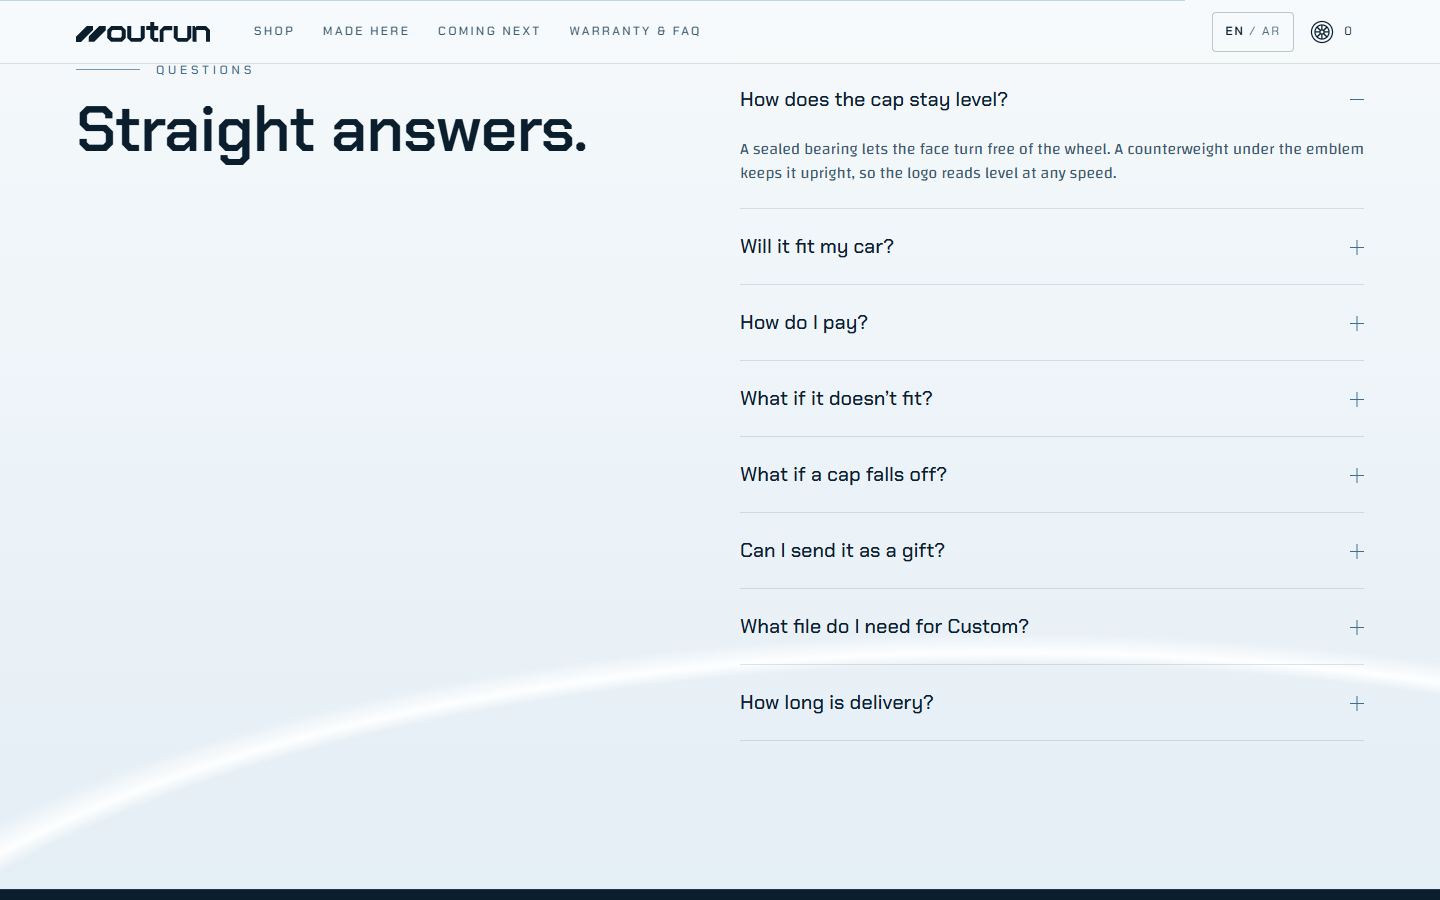 outrun
SHOP
MADE HERE
COMING NEXT
WARRANTY & FAQ
EN / AR
0
QUESTIONS
Straight answers.
How does the cap stay level?
A sealed bearing lets the face turn free of the wheel. A counterweight under the emblem
keeps it upright, so the logo reads level at any speed.
Will it fit my car?
How do I pay?
What if it doesn’t fit?
What if a cap falls off?
Can I send it as a gift?
What file do I need for Custom?
How long is delivery?